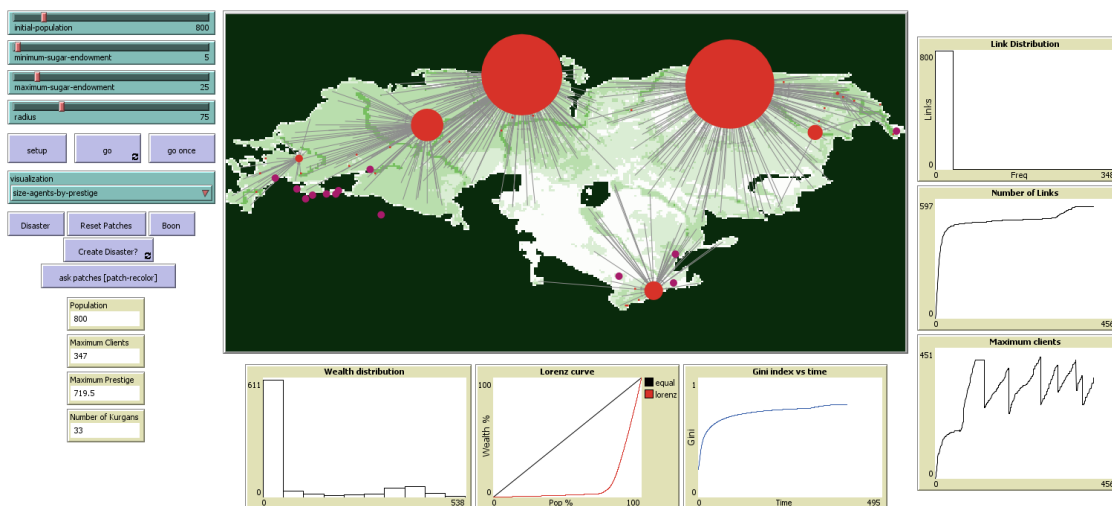 initial-population 800
minimum-sugar-endowment 5
maximum-sugar-endowment 25
radius 75
setup
go
go once
visualization
size-agents-by-prestige
Disaster
Reset Patches
Boon
Create Disaster?
ask patches [patch-recolor]
Population
800
Maximum Clients
347
Maximum Prestige
719.5
Number of Kurgans
33
Wealth distribution
611
0
0
538
Lorenz curve
100
Wealth %
0
0
Pop %
100
equal
lorenz
Gini index vs time
1
Gini
0
0
Time
495
Link Distribution
800
Links
0
0
Freq
348
Number of Links
597
0
0
456
Maximum clients
451
0
0
456